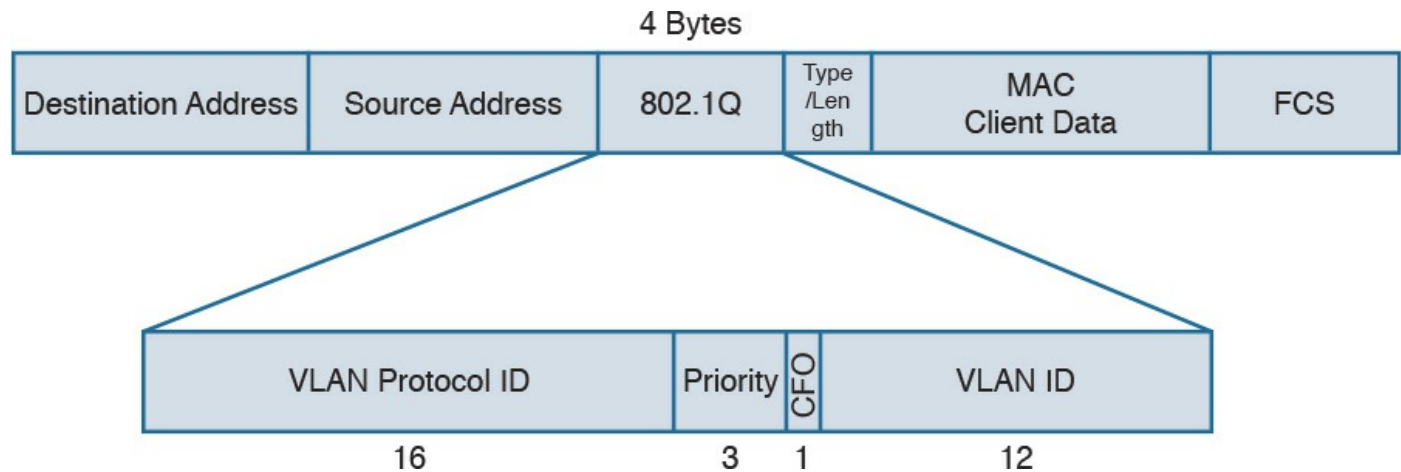 4 Bytes
Destination Address
Source Address
802.1Q
Type
/Len
gth
MAC
Client Data
FCS
VLAN Protocol ID
Priority
CFO
VLAN ID
16
3
1
12